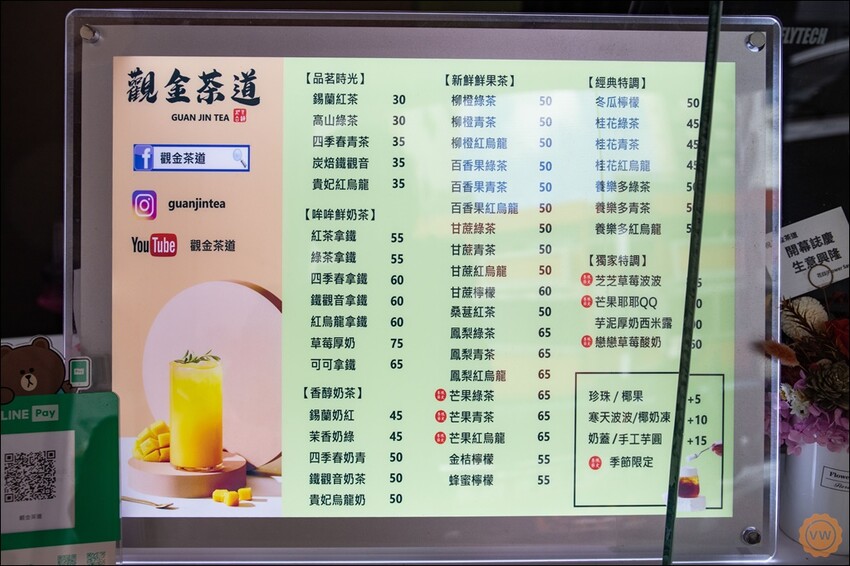 觀金茶道
GUAN JIN TEA
觀金茶道
guanjintea
YouTube 觀金茶道
【品茗時光】
錫蘭紅茶 30
高山綠茶 30
四季春青茶 35
炭焙鐵觀音 35
貴妃紅烏龍 35
【哞哞鮮奶茶】
紅茶拿鐵 55
綠茶拿鐵 55
四季春拿鐵 60
鐵觀音拿鐵 60
紅烏龍拿鐵 60
草莓厚奶 75
可可拿鐵 65
【香醇奶茶】
錫蘭奶紅 45
茉香奶綠 45
四季春奶青 50
鐵觀音奶茶 50
貴妃烏龍奶 50
【新鮮鮮果茶】
柳橙綠茶 50
柳橙青茶 50
柳橙紅烏龍 50
百香果綠茶 50
百香果青茶 50
百香果紅烏龍 50
甘蔗綠茶 50
甘蔗青茶 50
甘蔗紅烏龍 50
甘蔗檸檬 60
桑葚紅茶 50
鳳梨綠茶 65
鳳梨青茶 65
鳳梨紅烏龍 65
芒果綠茶 65
芒果青茶 65
芒果紅烏龍 65
金桔檸檬 55
蜂蜜檸檬 55
【經典特調】
冬瓜檸檬 50
桂花綠茶 45
桂花青茶 45
桂花紅烏龍 45
養樂多綠茶
養樂多青茶
養樂多紅烏龍
【獨家特調】
芝芝草莓波波
芒果耶耶QQ
芋泥厚奶西米露
戀戀草莓酸奶
珍珠/椰果 +5
寒天波波/椰奶凍 +10
奶蓋/手工芋圓 +15
季節限定
LINE Pay
觀金茶道
FLYTECH
開幕誌慶
生意興隆
VW